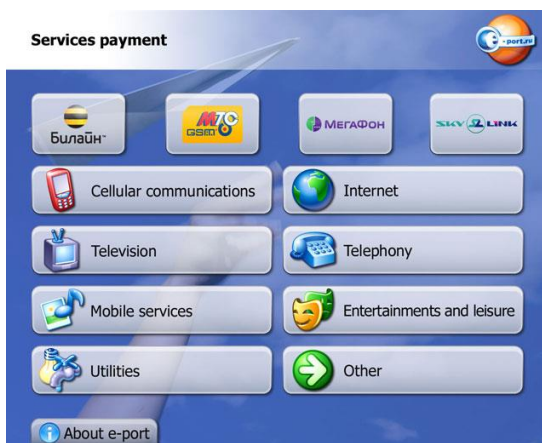 Services payment
e-port.ru
Билайн™
МТС
GSM
МЕГАФОН
SKY LINK
Cellular communications
Internet
Television
Telephony
Mobile services
Entertainments and leisure
Utilities
Other
About e-port